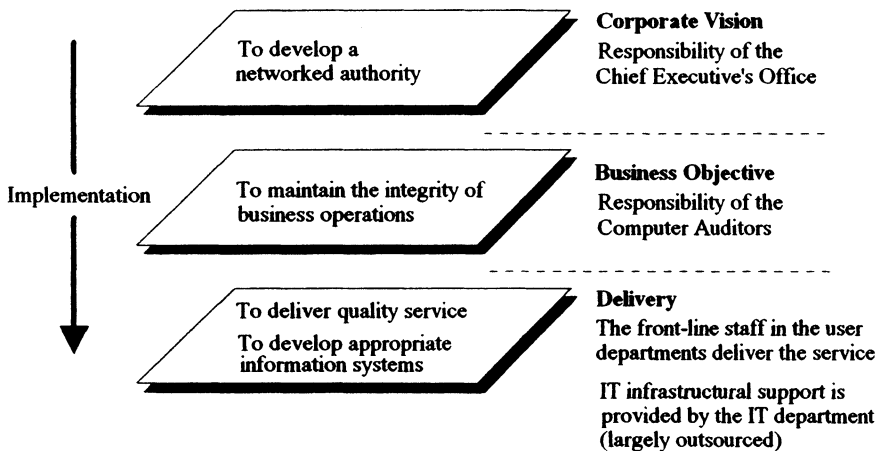 To develop a
networked authority
Corporate Vision
Responsibility of the
Chief Executive's Office
Implementation
To maintain the integrity of
business operations
Business Objective
Responsibility of the
Computer Auditors
To deliver quality service
To develop appropriate
information systems
Delivery
The front-line staff in the user
departments deliver the service
IT infrastructural support is
provided by the IT department
(largely outsourced)